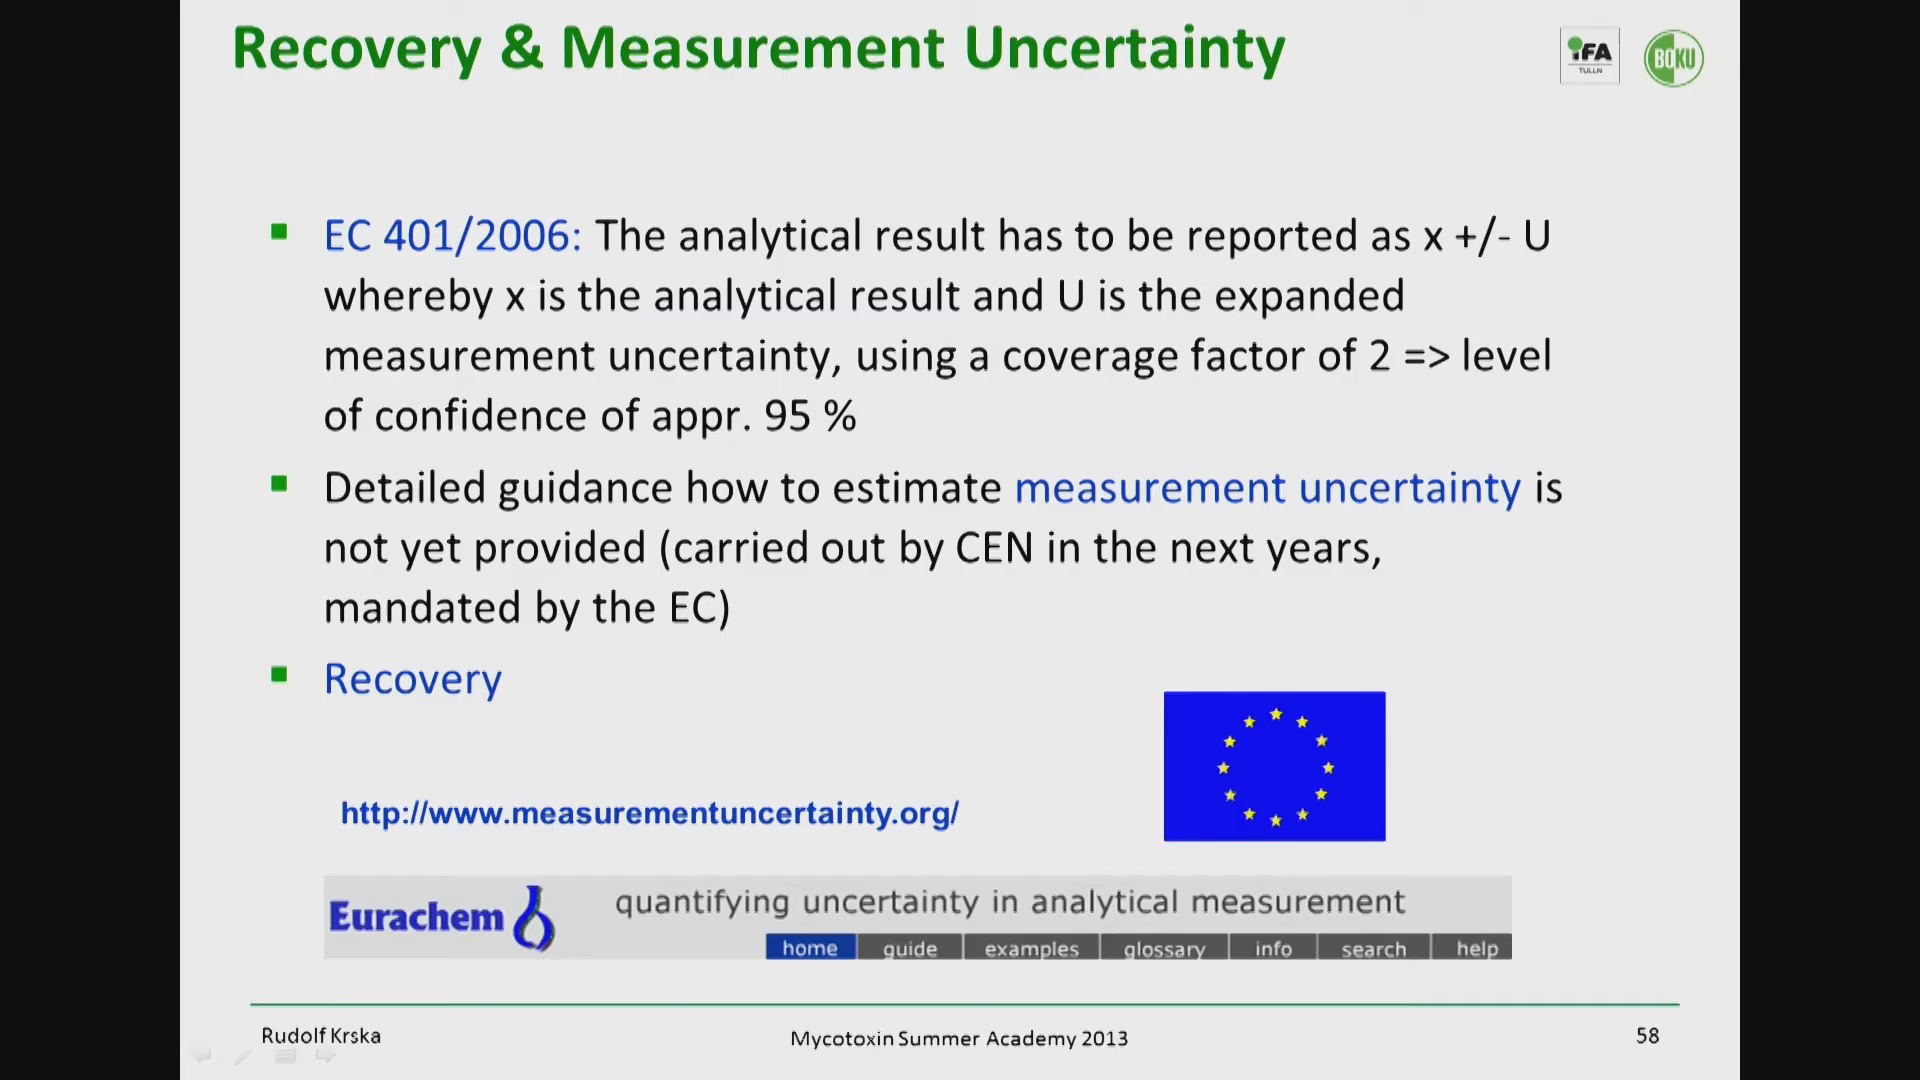 Recovery & Measurement Uncertainty
iFA
TULLN
BOKU
EC 401/2006: The analytical result has to be reported as x +/- U
whereby x is the analytical result and U is the expanded
measurement uncertainty, using a coverage factor of 2 => level
of confidence of appr. 95 %
Detailed guidance how to estimate measurement uncertainty is
not yet provided (carried out by CEN in the next years,
mandated by the EC)
Recovery
http://www.measurementuncertainty.org/
Eurachem
quantifying uncertainty in analytical measurement
home guide examples glossary info search help
Rudolf Krska
Mycotoxin Summer Academy 2013
58